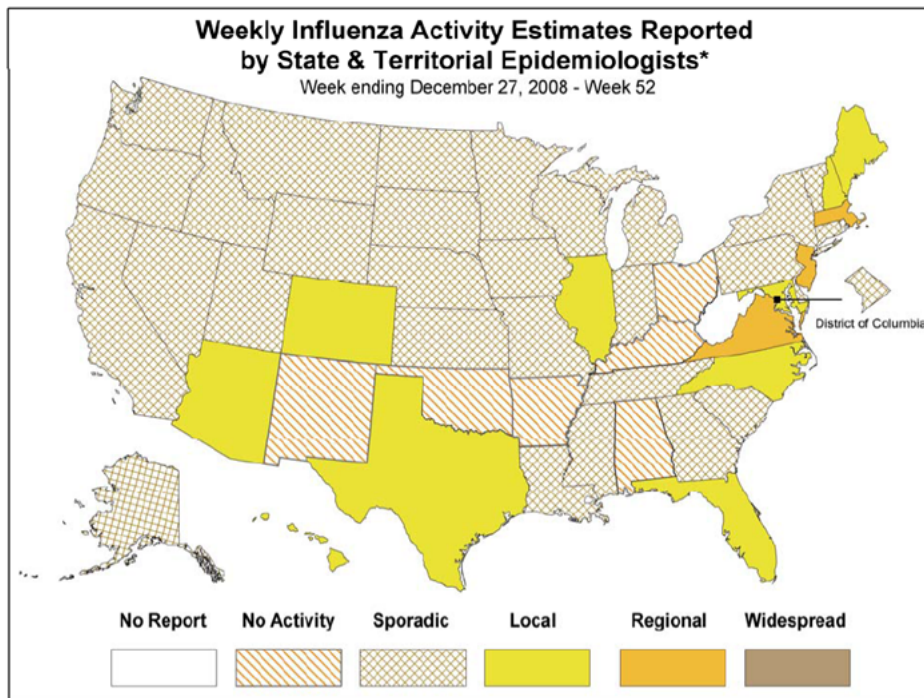 Weekly Influenza Activity Estimates Reported
by State & Territorial Epidemiologists*
Week ending December 27, 2008 - Week 52
District of Columbia
No Report No Activity Sporadic Local Regional Widespread